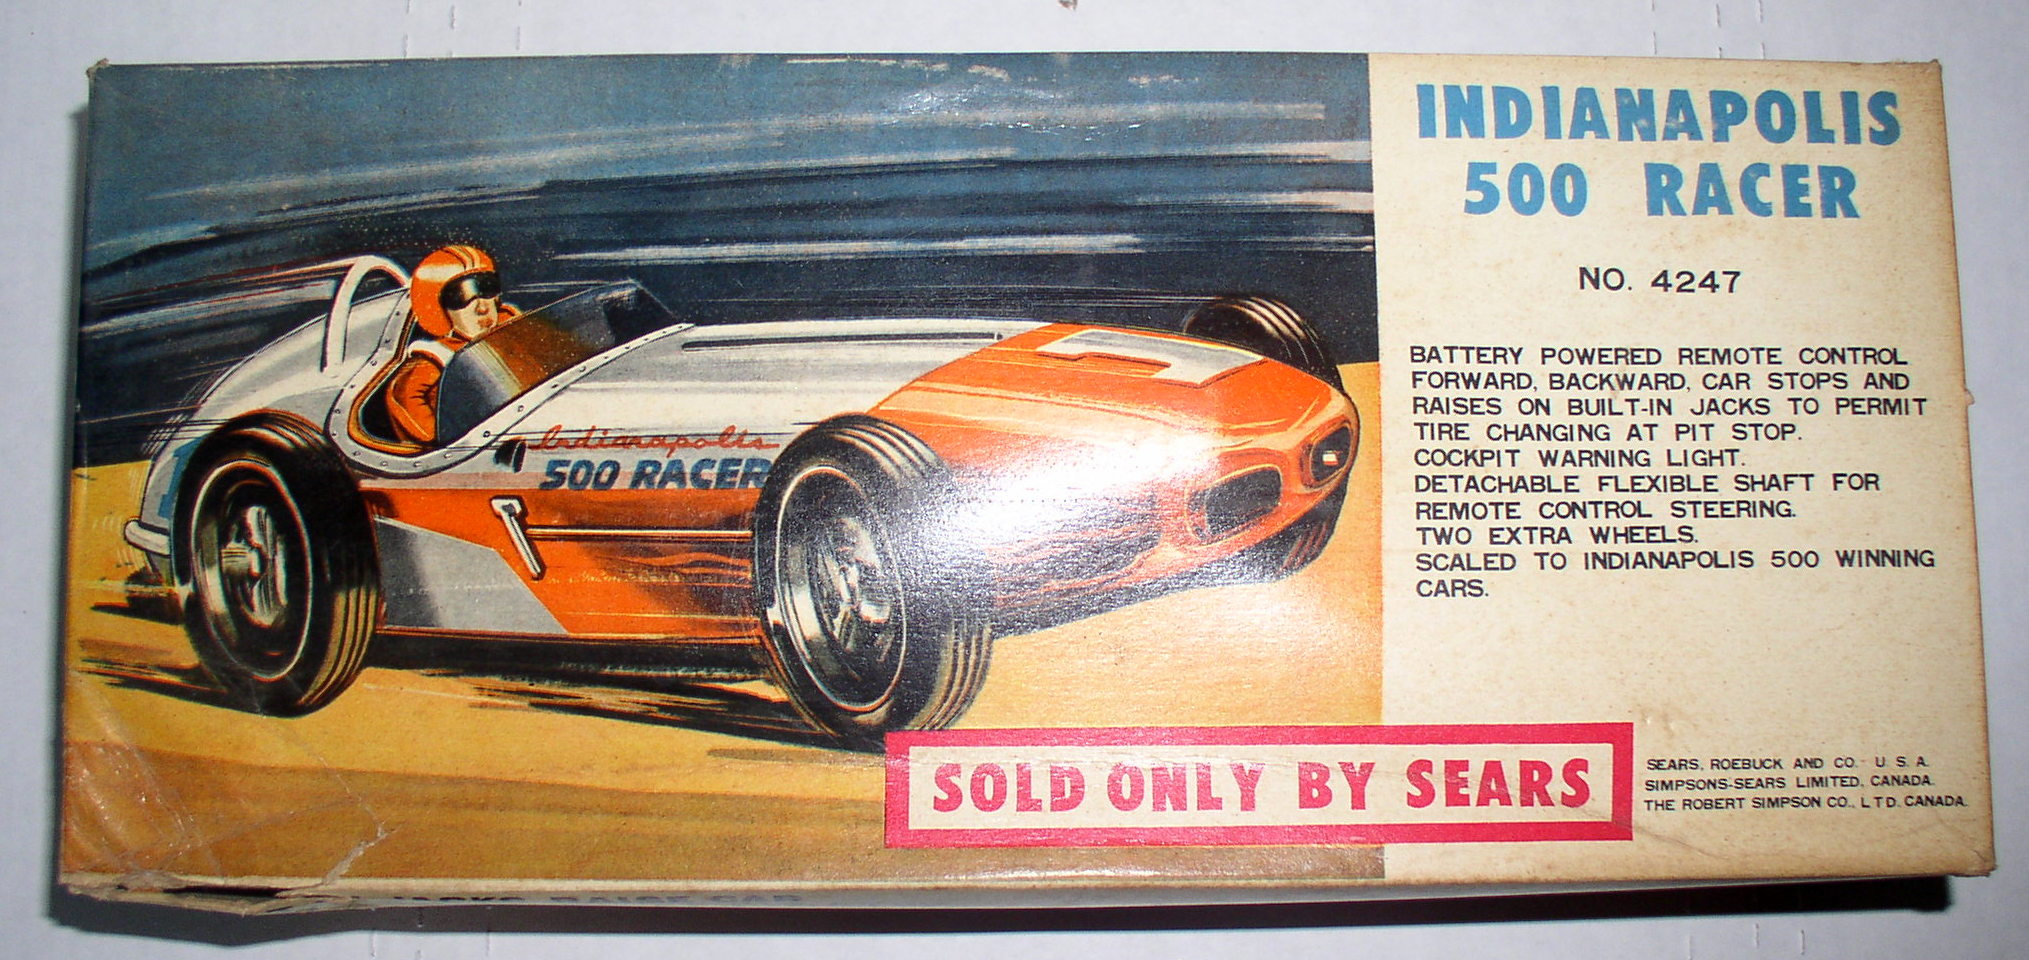 INDIANAPOLIS
500 RACER
NO. 4247
BATTERY POWERED REMOTE CONTROL
FORWARD, BACKWARD, CAR STOPS AND
RAISES ON BUILT-IN JACKS TO PERMIT
TIRE CHANGING AT PIT STOP.
COCKPIT WARNING LIGHT.
DETACHABLE FLEXIBLE SHAFT FOR
REMOTE CONTROL STEERING.
TWO EXTRA WHEELS.
SCALED TO INDIANAPOLIS 500 WINNING
CARS.
Indianapolis
500 RACER
SOLD ONLY BY SEARS
SEARS, ROEBUCK AND CO. U. S. A.
SIMPSONS-SEARS LIMITED, CANADA.
THE ROBERT SIMPSON CO., LTD. CANADA.
JACKS RAISE CAR